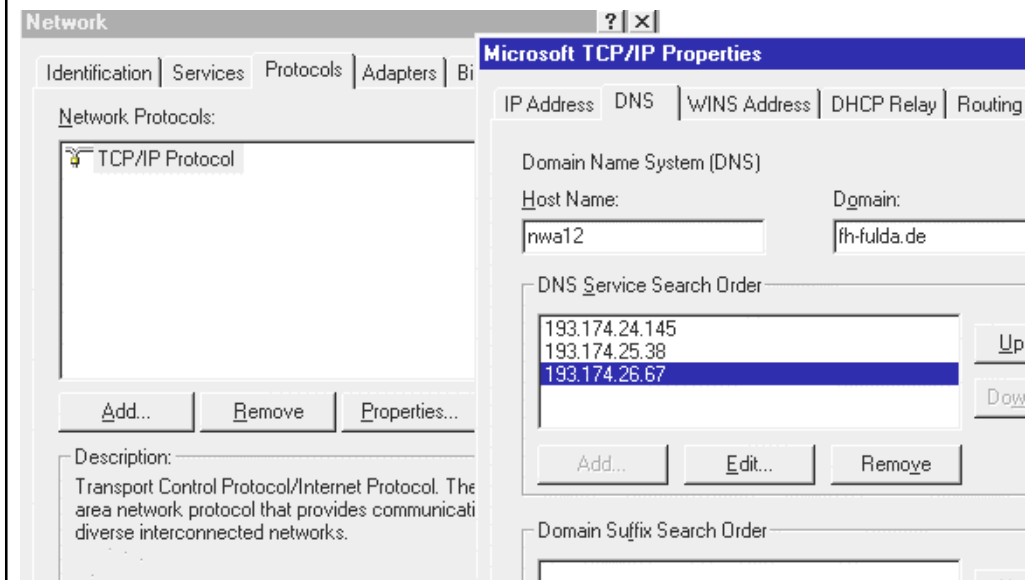 Network
Identification Services Protocols Adapters Bi
Network Protocols:
TCP/IP Protocol
Add... Remove Properties...
Description:
Transport Control Protocol/Internet Protocol. The
area network protocol that provides communicati
diverse interconnected networks.
Microsoft TCP/IP Properties
IP Address DNS WINS Address DHCP Relay Routing
Domain Name System (DNS)
Host Name: Domain:
nwa12 fh-fulda.de
DNS Service Search Order
193.174.24.145
193.174.25.38
193.174.26.67
Up
Dow
Add... Edit... Remove
Domain Suffix Search Order